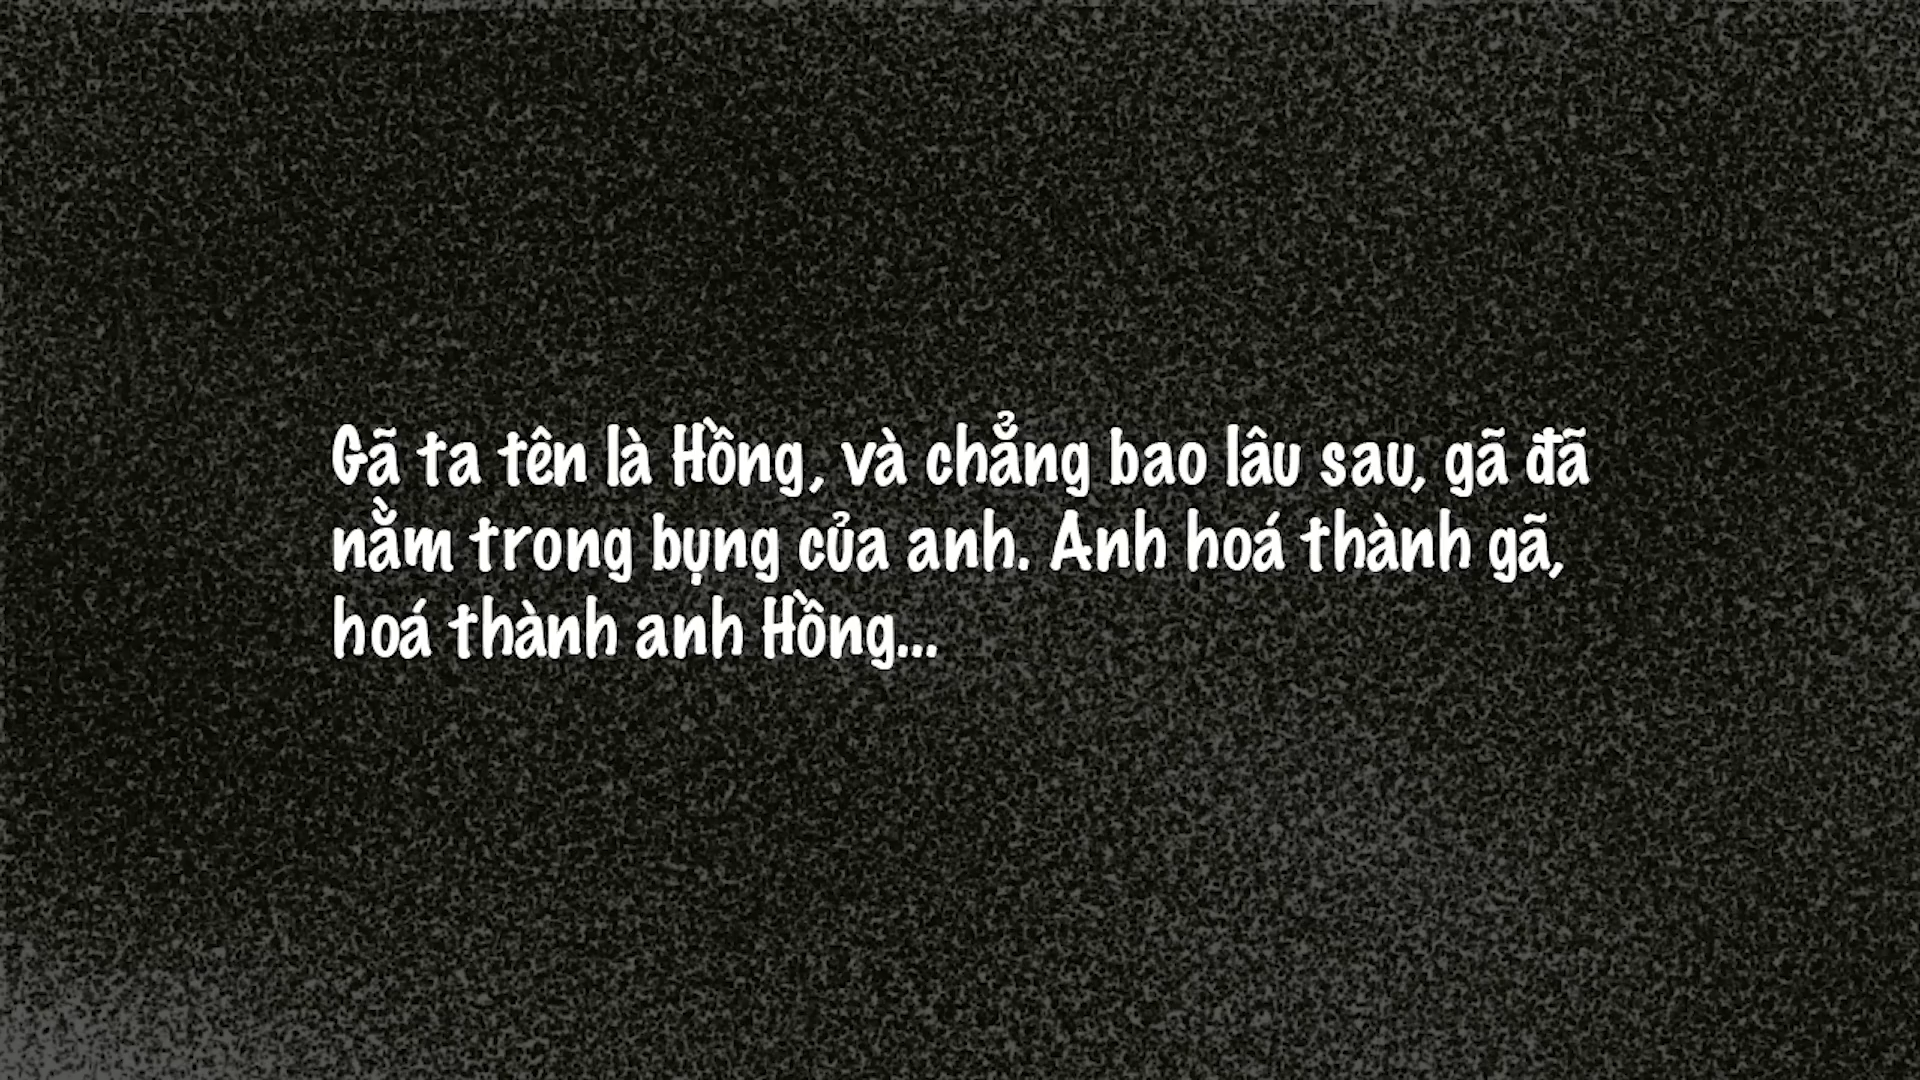 Gã ta tên là Hồng, và chẳng bao lâu sau, gã đã
nằm trong bụng của anh. Anh hoá thành gã,
hoá thành anh Hồng...